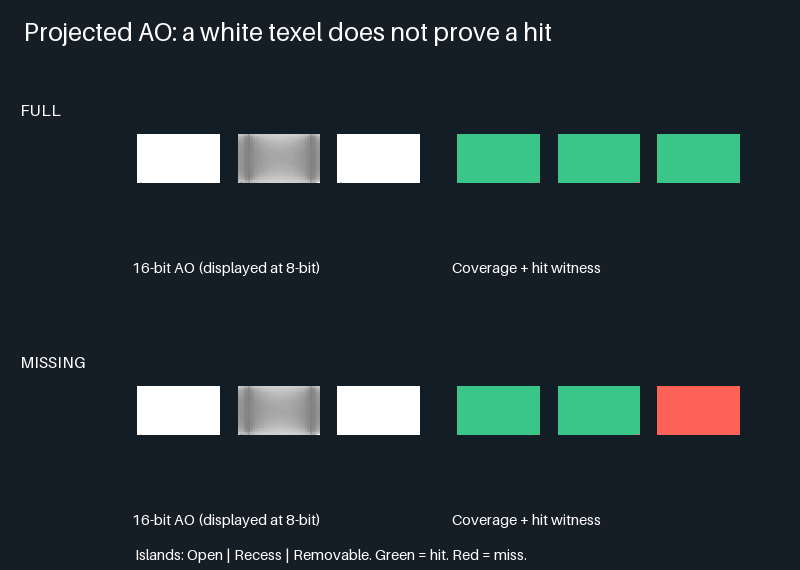 Projected AO: a white texel does not prove a hit
FULL
16-bit AO (displayed at 8-bit)
Coverage + hit witness
MISSING
16-bit AO (displayed at 8-bit)
Coverage + hit witness
Islands: Open | Recess | Removable. Green = hit. Red = miss.